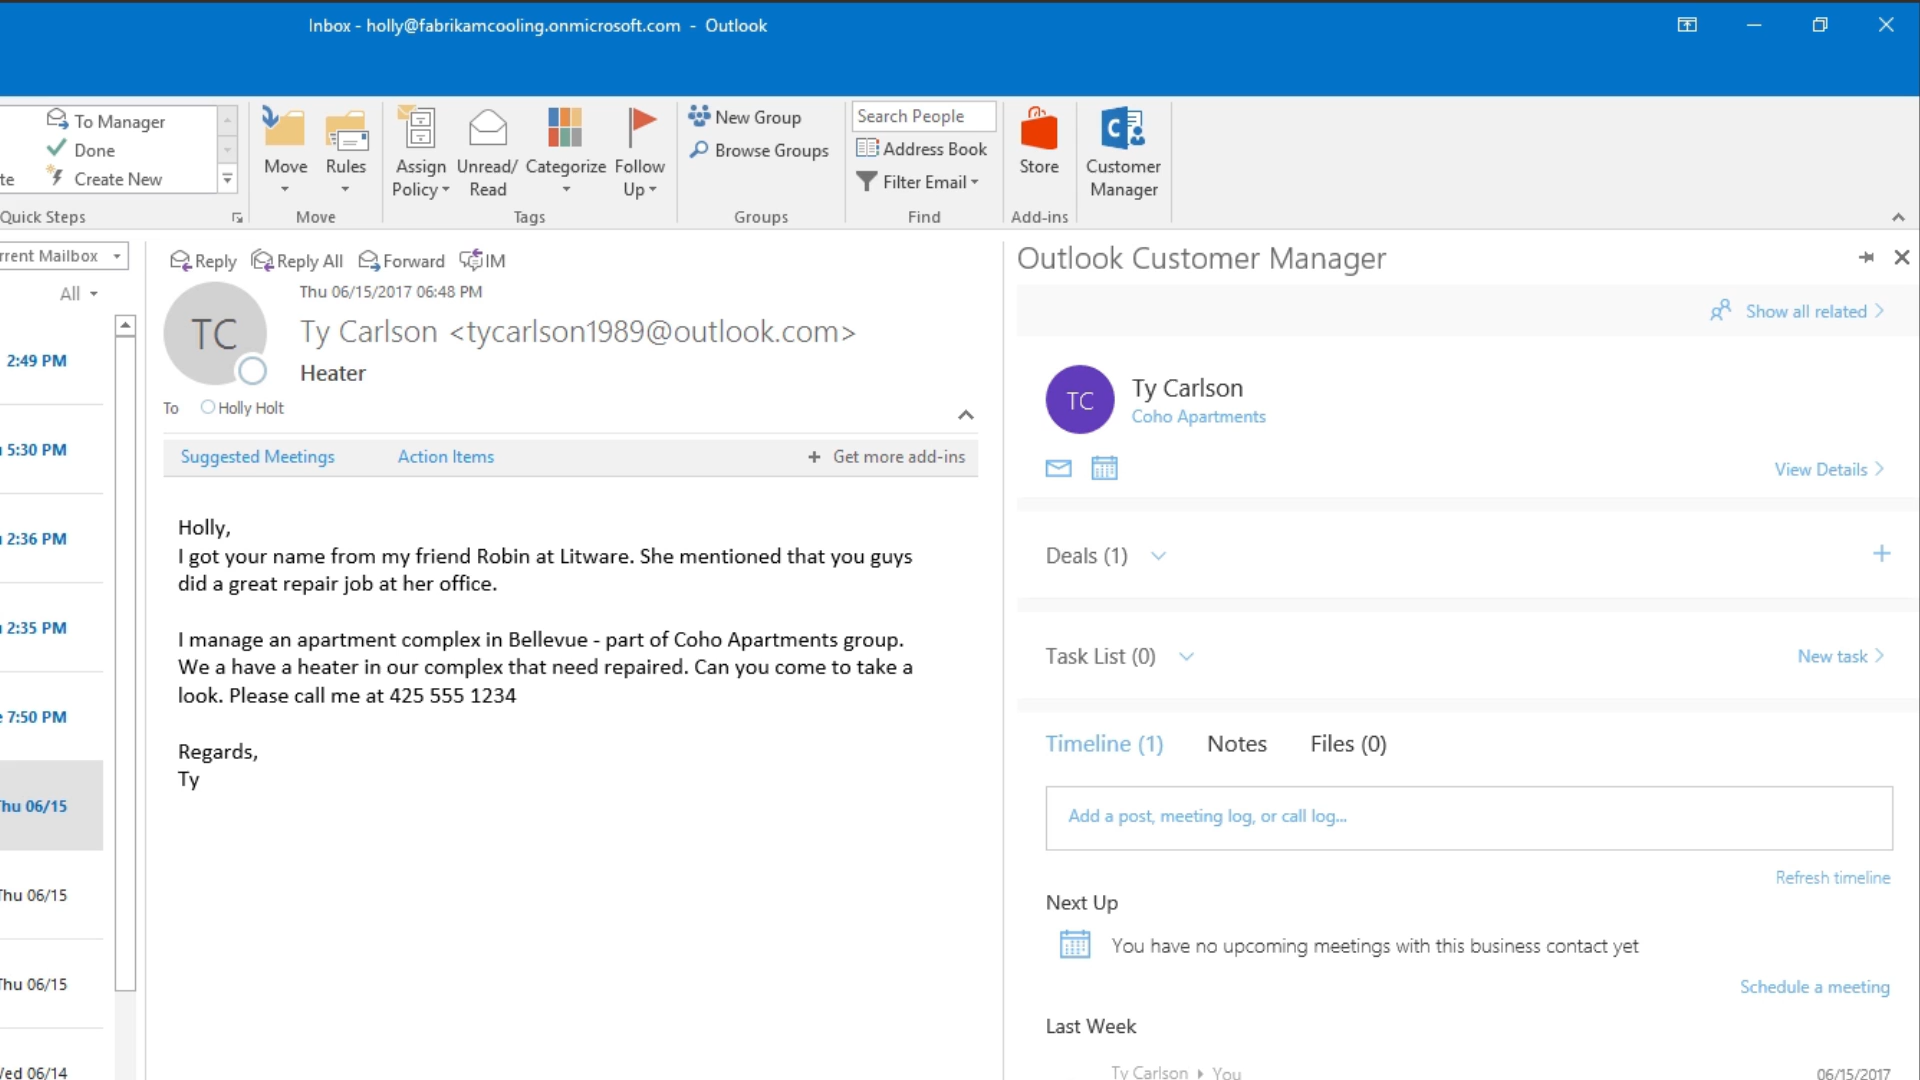 Inbox - holly@fabrikamcooling.onmicrosoft.com - Outlook
To Manager
Done
te
Create New
Quick Steps
Move
Rules
Move
Assign Policy
Unread/ Read
Categorize
Follow Up
Tags
New Group
Browse Groups
Groups
Search People
Address Book
Filter Email
Find
Store
Add-ins
Customer Manager
rrent Mailbox
All
2:49 PM
5:30 PM
2:36 PM
2:35 PM
7:50 PM
Thu 06/15
Thu 06/15
Thu 06/15
Wed 06/14
Reply
Reply All
Forward
IM
TC
Thu 06/15/2017 06:48 PM
Ty Carlson <tycarlson1989@outlook.com>
Heater
To Holly Holt
Suggested Meetings
Action Items
+ Get more add-ins
Holly,
I got your name from my friend Robin at Litware. She mentioned that you guys
did a great repair job at her office.
I manage an apartment complex in Bellevue - part of Coho Apartments group.
We a have a heater in our complex that need repaired. Can you come to take a
look. Please call me at 425 555 1234
Regards,
Ty
Outlook Customer Manager
Show all related
TC
Ty Carlson
Coho Apartments
View Details
Deals (1)
Task List (0)
New task
Timeline (1)
Notes
Files (0)
Add a post, meeting log, or call log...
Refresh timeline
Next Up
You have no upcoming meetings with this business contact yet
Schedule a meeting
Last Week
Ty Carlson
You
06/15/2017